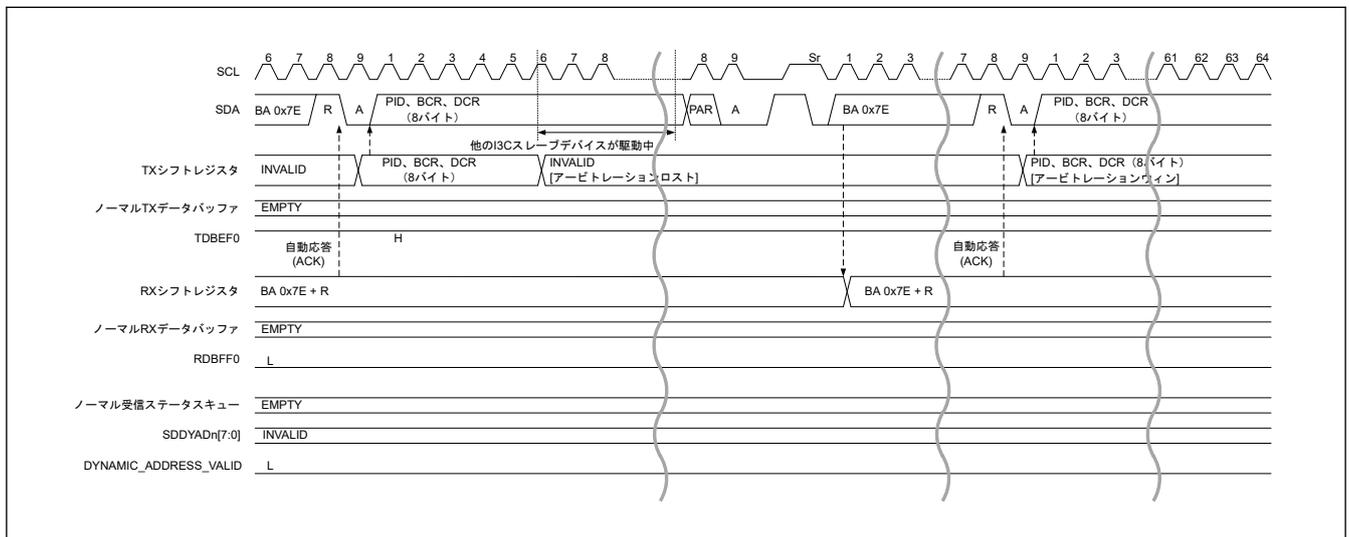 6 7 8 9 1 2 3 4 5 6 7 8 8 9 Sr 1 2 3 7 8 9 1 2 3 61 62 63 64
SCL
SDA BA 0x7E R A PID、BCR、DCR PAR A BA 0x7E R A PID、BCR、DCR
(8バイト) (8バイト)
他のI3Cスレーブデバイスが駆動中
TXシフトレジスタ INVALID PID、BCR、DCR INVALID PID、BCR、DCR(8バイト)
(8バイト) [アービトレーションロスト] [アービトレーションウィン]
ノーマルTXデータバッファ EMPTY
TDBEF0 H
自動応答 自動応答
(ACK) (ACK)
RXシフトレジスタ BA 0x7E + R BA 0x7E + R
ノーマルRXデータバッファ EMPTY
RDBFF0 L
ノーマル受信ステータスキュー EMPTY
SDDYADn[7:0] INVALID
DYNAMIC_ADDRESS_VALID L